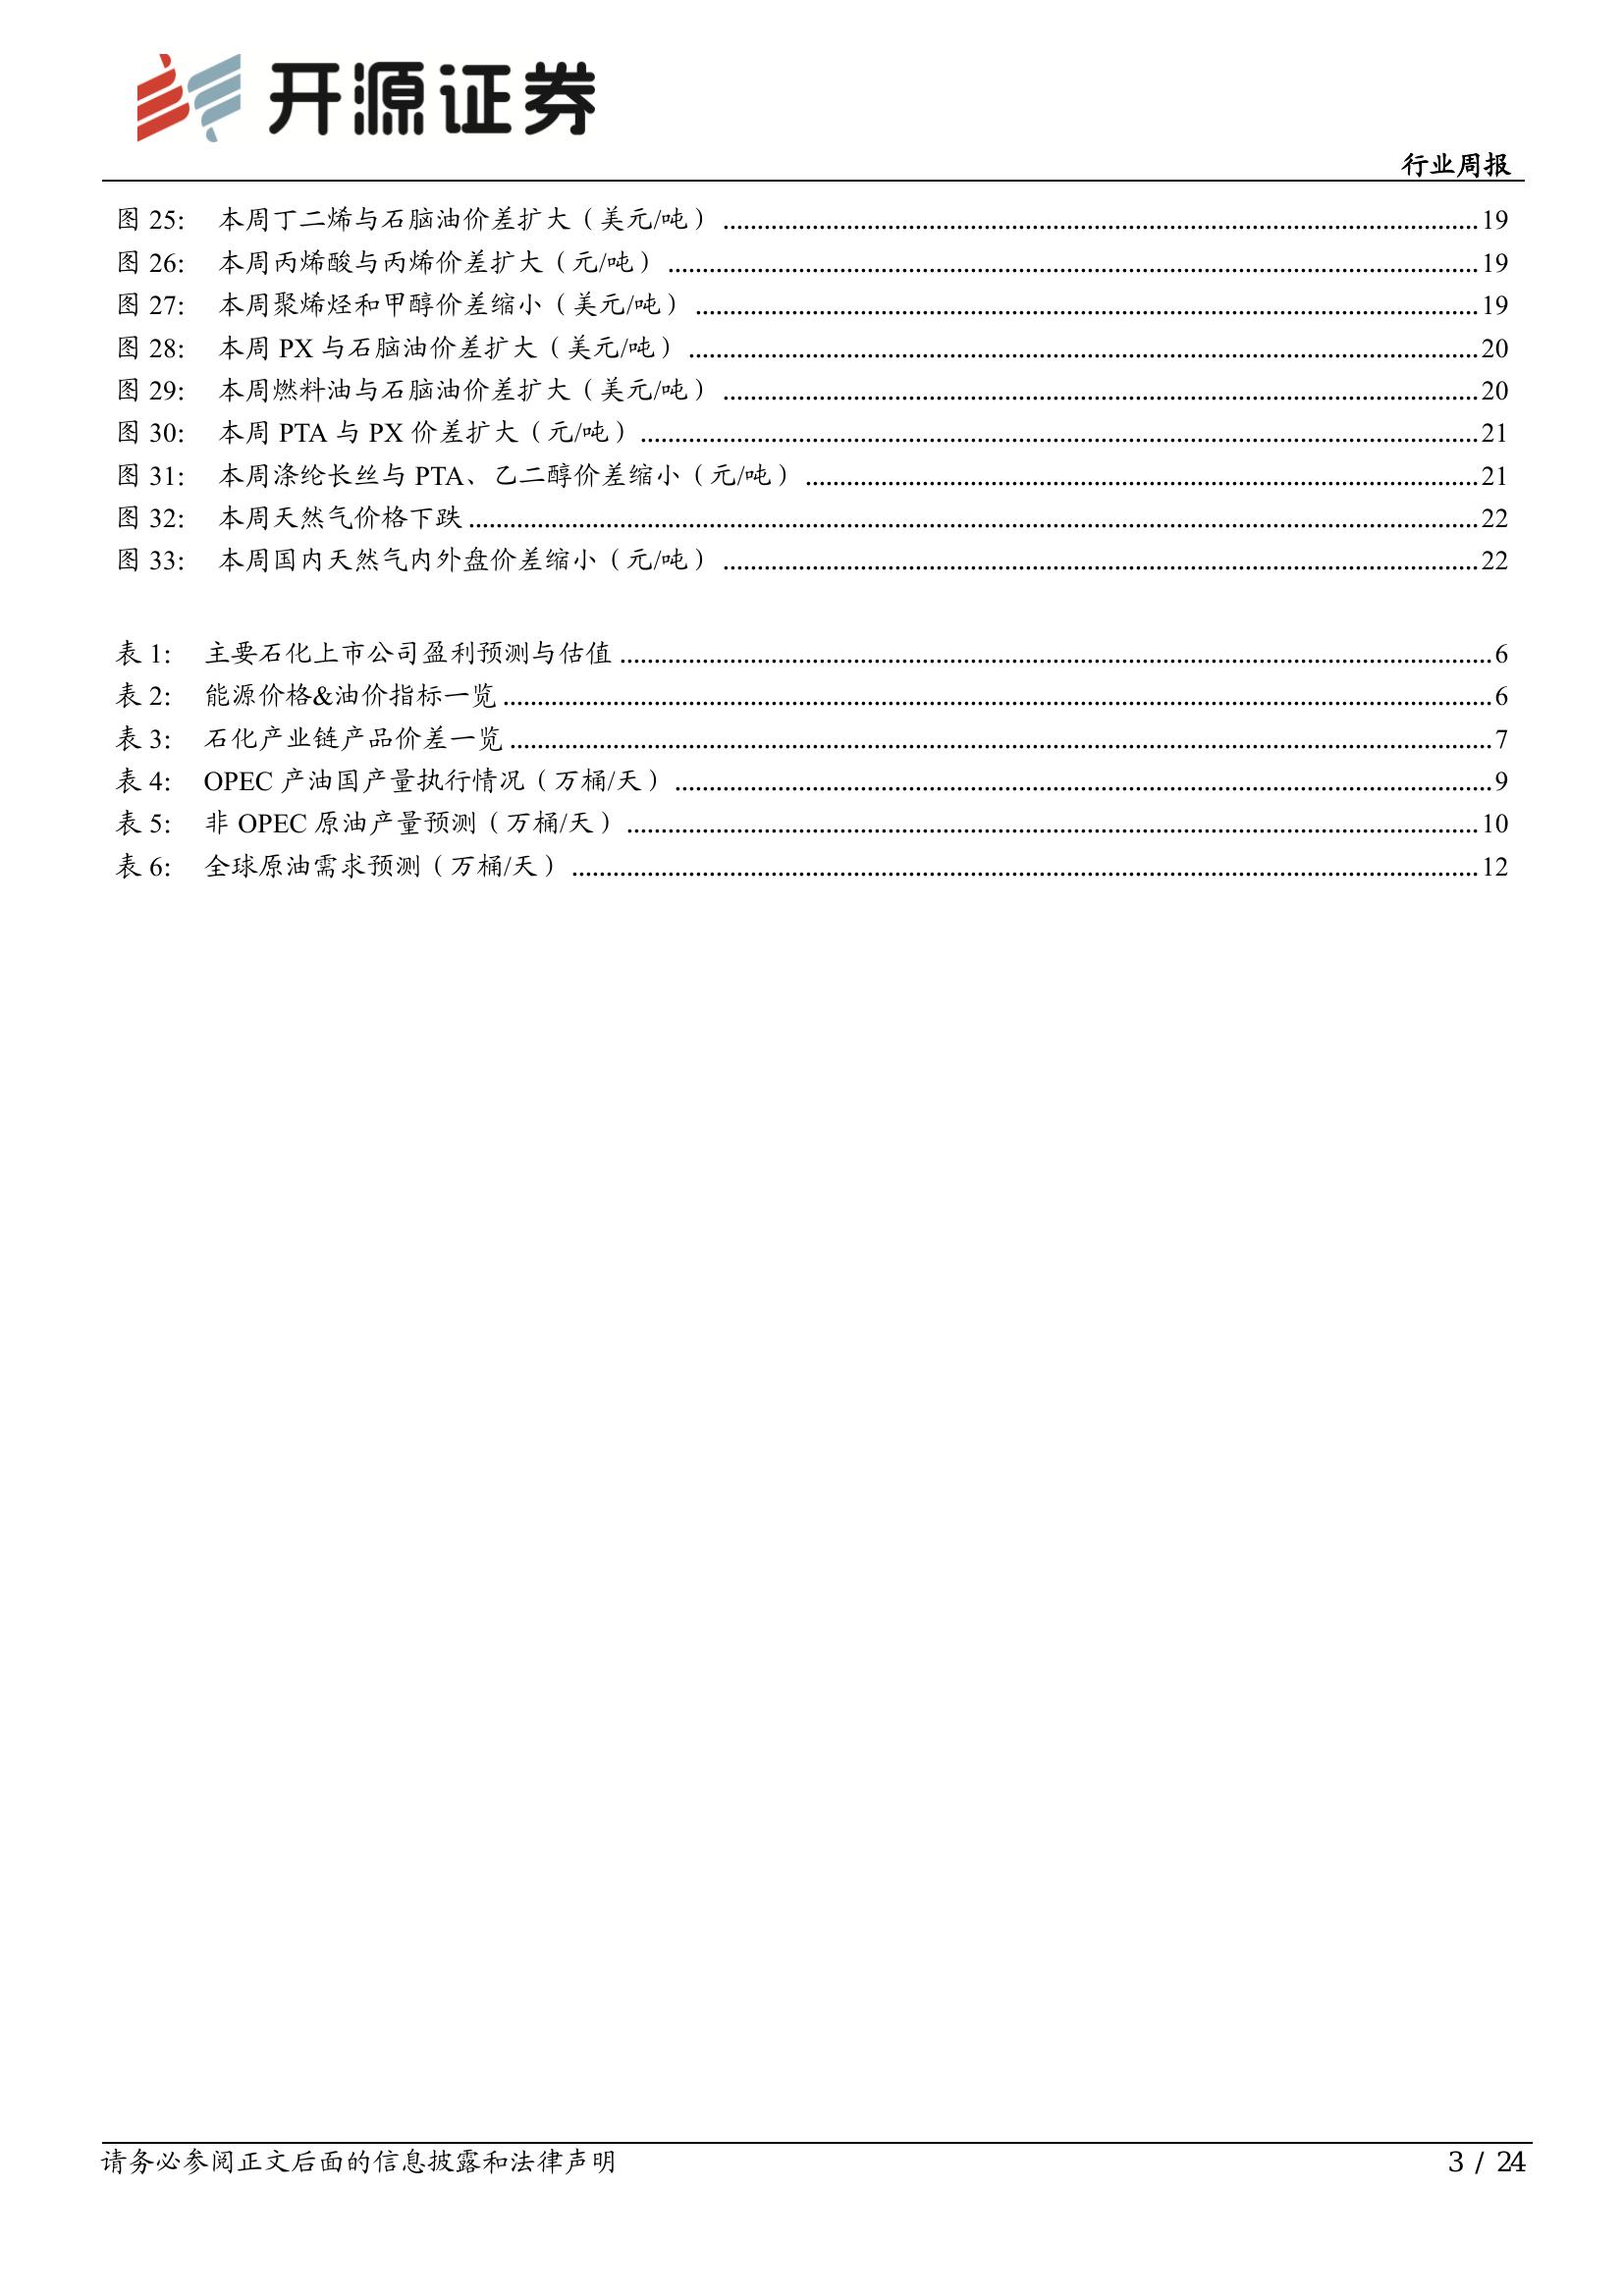 开源证券
行业周报
图 25: 本周丁二烯与石脑油价差扩大（美元/吨）....................19
图 26: 本周丙烯酸与丙烯价差扩大（元/吨）....................19
图 27: 本周聚烯烃和甲醇价差缩小（美元/吨）....................19
图 28: 本周 PX 与石脑油价差扩大（美元/吨）....................20
图 29: 本周燃料油与石脑油价差扩大（美元/吨）....................20
图 30: 本周 PTA 与 PX 价差扩大（元/吨）....................21
图 31: 本周涤纶长丝与 PTA、乙二醇价差缩小（元/吨）....................21
图 32: 本周天然气价格下跌....................22
图 33: 本周国内天然气内外盘价差缩小（元/吨）....................22
表 1: 主要石化上市公司盈利预测与估值....................6
表 2: 能源价格&油价指标一览....................6
表 3: 石化产业链产品价差一览....................7
表 4: OPEC 产油国产量执行情况（万桶/天）....................9
表 5: 非 OPEC 原油产量预测（万桶/天）....................10
表 6: 全球原油需求预测（万桶/天）....................12
请务必参阅正文后面的信息披露和法律声明
3 / 24